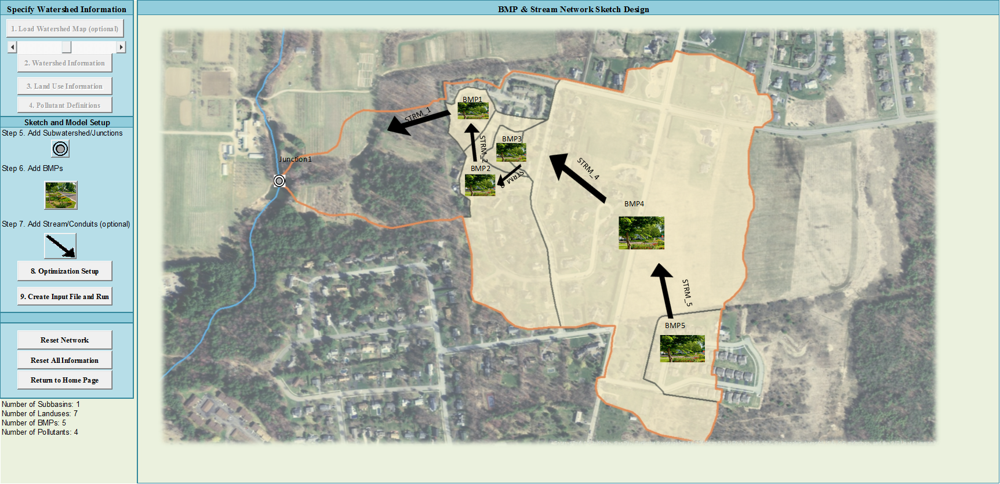 Specify Watershed Information
1. Load Watershed Map (optional)
2. Watershed Information
3. Land Use Information
4. Pollutant Definitions
Sketch and Model Setup
Step 5. Add Subwatershed/Junctions
Step 6. Add BMPs
Step 7. Add Stream/Conduits (optional)
8. Optimization Setup
9. Create Input File and Run
Reset Network
Reset All Information
Return to Home Page
Number of Subbasins: 1
Number of Landuses: 7
Number of BMPs: 5
Number of Pollutants: 4
BMP & Stream Network Sketch Design
BMP1
STRM_1
BMP3
STRM_2
Junction1
BMP2
STRM_4
BMP4
STRM_5
BMP5